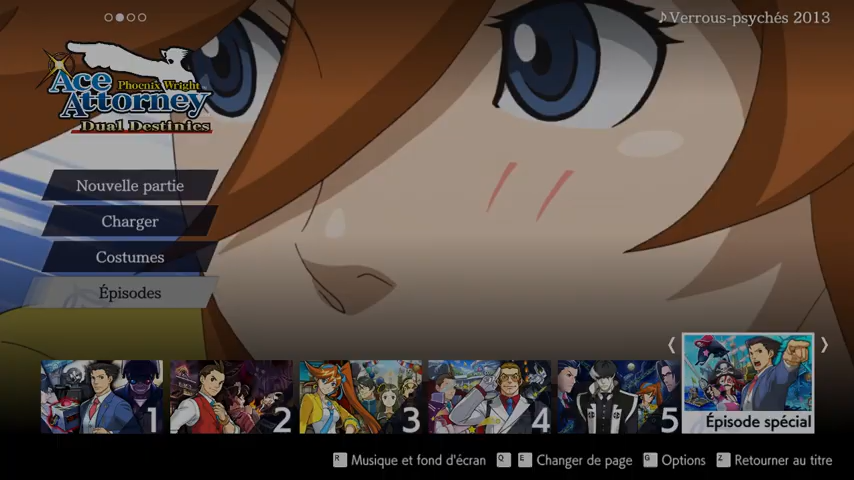 ♪Verrous-psychés 2013
Ace Attorney
Phoenix Wright
Dual Destinies
Nouvelle partie
Charger
Costumes
Épisodes
1
2
3
4
5
Épisode spécial
R Musique et fond d'écran Q E Changer de page G Options Z Retourner au titre